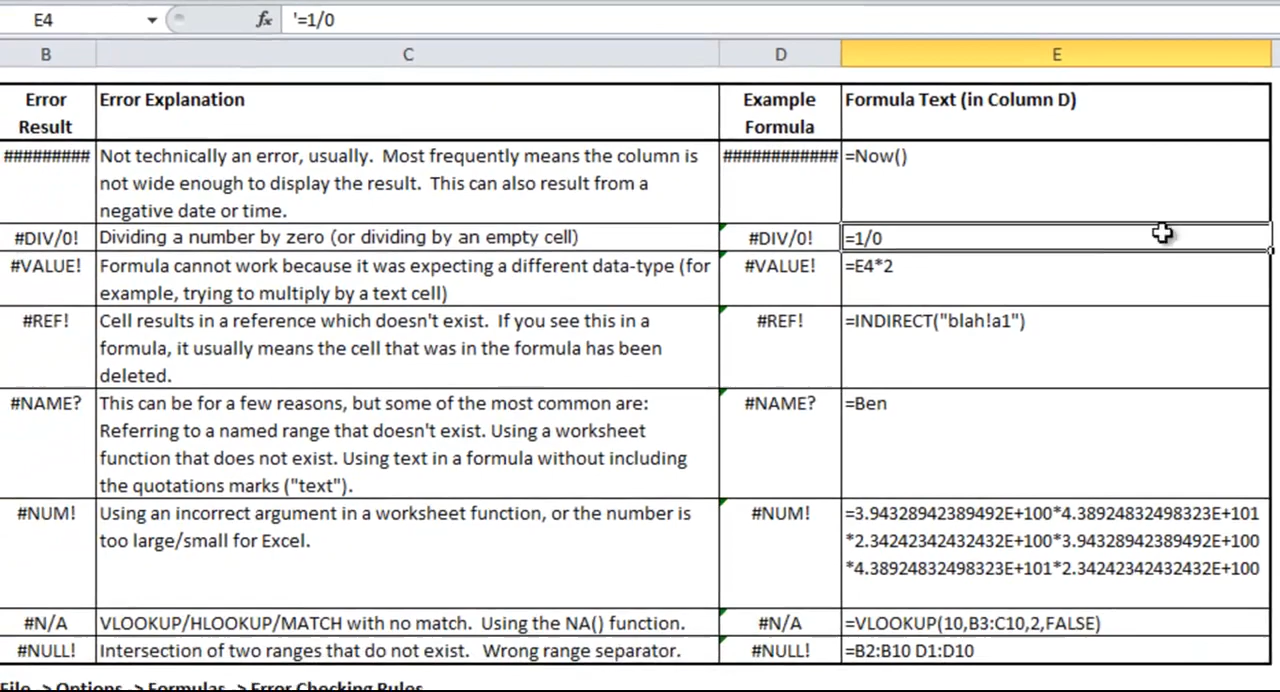 E4 fx '=1/0
B C D E
Error Result Error Explanation Example Formula Formula Text (in Column D)
######### Not technically an error, usually. Most frequently means the column is ############ =Now()
not wide enough to display the result. This can also result from a
negative date or time.
#DIV/0! Dividing a number by zero (or dividing by an empty cell) #DIV/0! =1/0
#VALUE! Formula cannot work because it was expecting a different data-type (for #VALUE! =E4*2
example, trying to multiply by a text cell)
#REF! Cell results in a reference which doesn't exist. If you see this in a #REF! =INDIRECT("blah!a1")
formula, it usually means the cell that was in the formula has been
deleted.
#NAME? This can be for a few reasons, but some of the most common are: #NAME? =Ben
Referring to a named range that doesn't exist. Using a worksheet
function that does not exist. Using text in a formula without including
the quotations marks ("text").
#NUM! Using an incorrect argument in a worksheet function, or the number is #NUM! =3.94328942389492E+100*4.38924832498323E+101
too large/small for Excel. *2.34242342432432E+100*3.94328942389492E+100
*4.38924832498323E+101*2.34242342432432E+100
#N/A VLOOKUP/HLOOKUP/MATCH with no match. Using the NA() function. #N/A =VLOOKUP(10,B3:C10,2,FALSE)
#NULL! Intersection of two ranges that do not exist. Wrong range separator. #NULL! =B2:B10 D1:D10
File -> Options -> Formulas -> Error Checking Rules